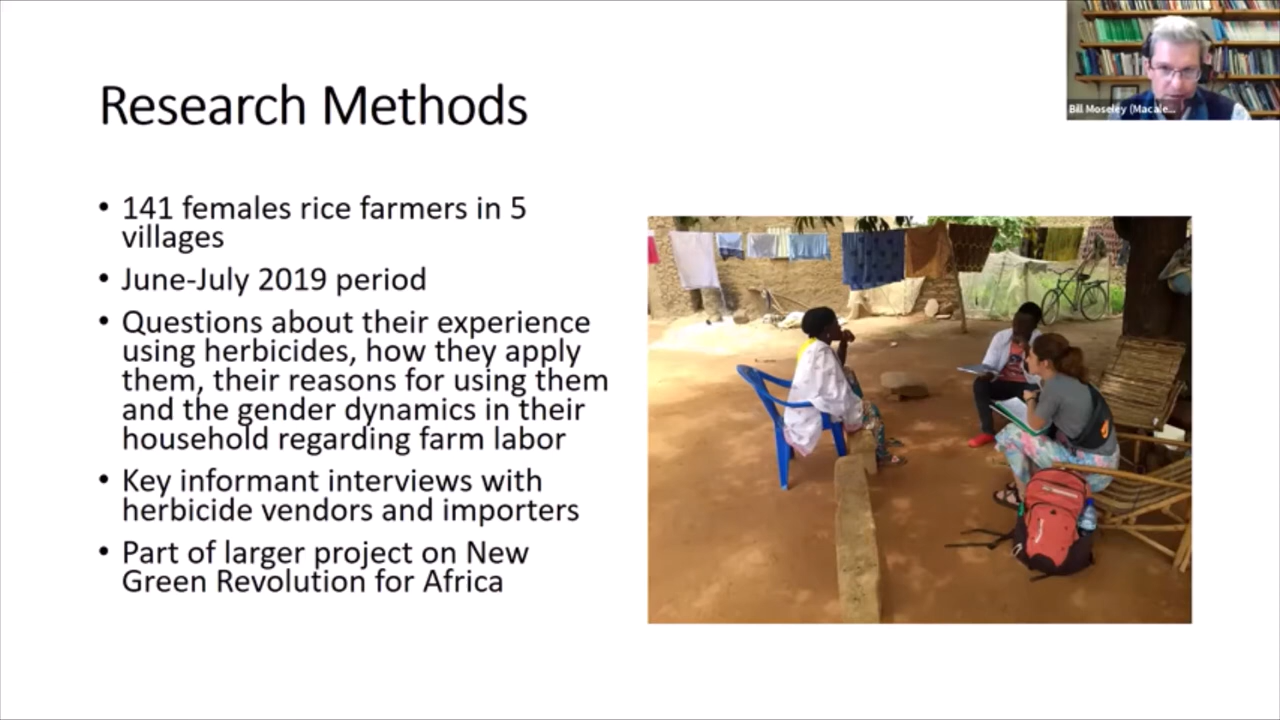 Research Methods
Bill Moseley (Macale...
• 141 females rice farmers in 5
villages
• June-July 2019 period
• Questions about their experience
using herbicides, how they apply
them, their reasons for using them
and the gender dynamics in their
household regarding farm labor
• Key informant interviews with
herbicide vendors and importers
• Part of larger project on New
Green Revolution for Africa